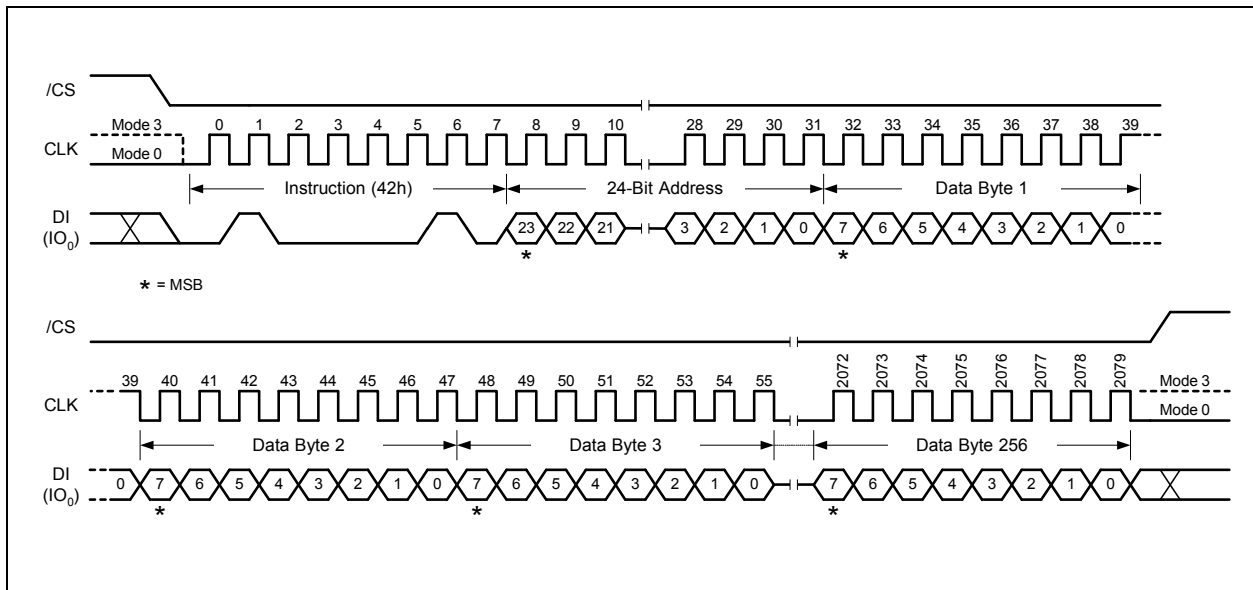 /CS
Mode 3 0 1 2 3 4 5 6 7 8 9 10 28 29 30 31 32 33 34 35 36 37 38 39
CLK
Mode 0
Instruction (42h) 24-Bit Address Data Byte 1
DI
(IO0) 23 22 21 3 2 1 0 7 6 5 4 3 2 1 0
* *
* = MSB
/CS
39 40 41 42 43 44 45 46 47 48 49 50 51 52 53 54 55 2072 2073 2074 2075 2076 2077 2078 2079 Mode 3
CLK
Mode 0
Data Byte 2 Data Byte 3 Data Byte 256
DI
(IO0) 0 7 6 5 4 3 2 1 0 7 6 5 4 3 2 1 0 7 6 5 4 3 2 1 0
* * *